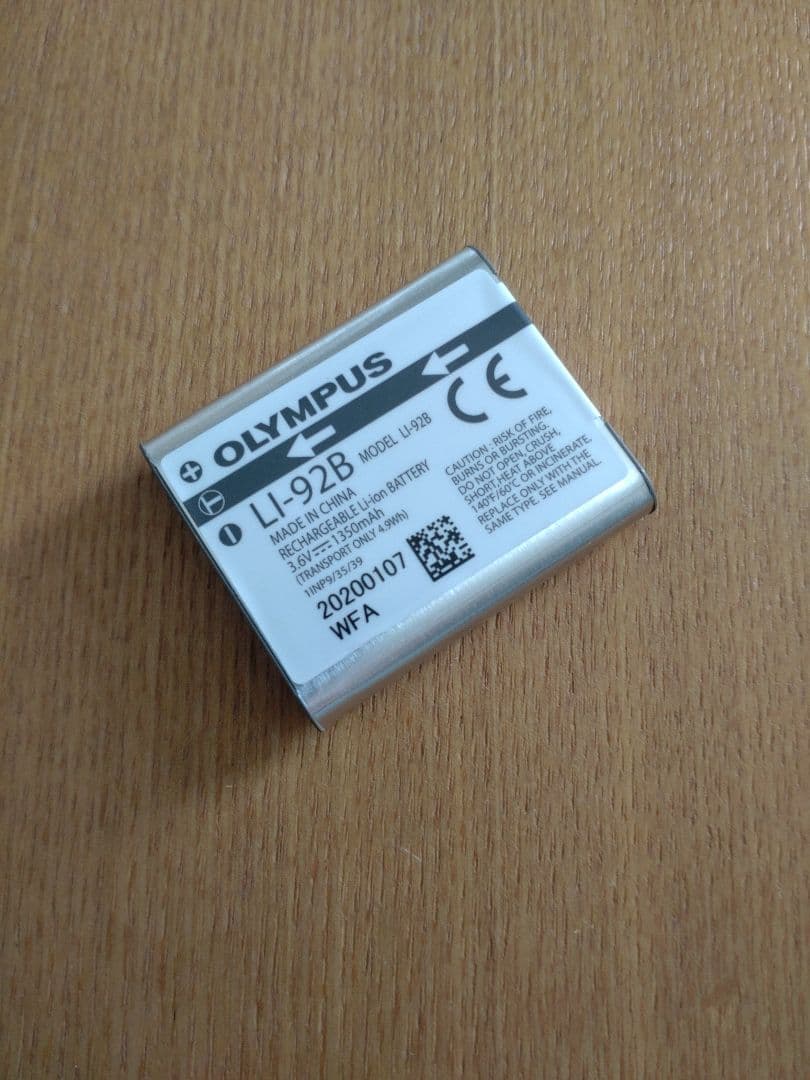 OLYMPUS
LI-92B MODEL LI-92B
MADE IN CHINA
RECHARGEABLE Li-ion BATTERY
3.6V⎓ 1350mAh
(TRANSPORT ONLY 4.9Wh)
1INP9/35/39
20200107
WFA
CE
CAUTION : RISK OF FIRE,
BURNS OR BURSTING.
DO NOT OPEN, CRUSH,
SHORT,HEAT ABOVE
140°F/60°C OR INCINERATE.
REPLACE ONLY WITH THE
SAME TYPE. SEE MANUAL.